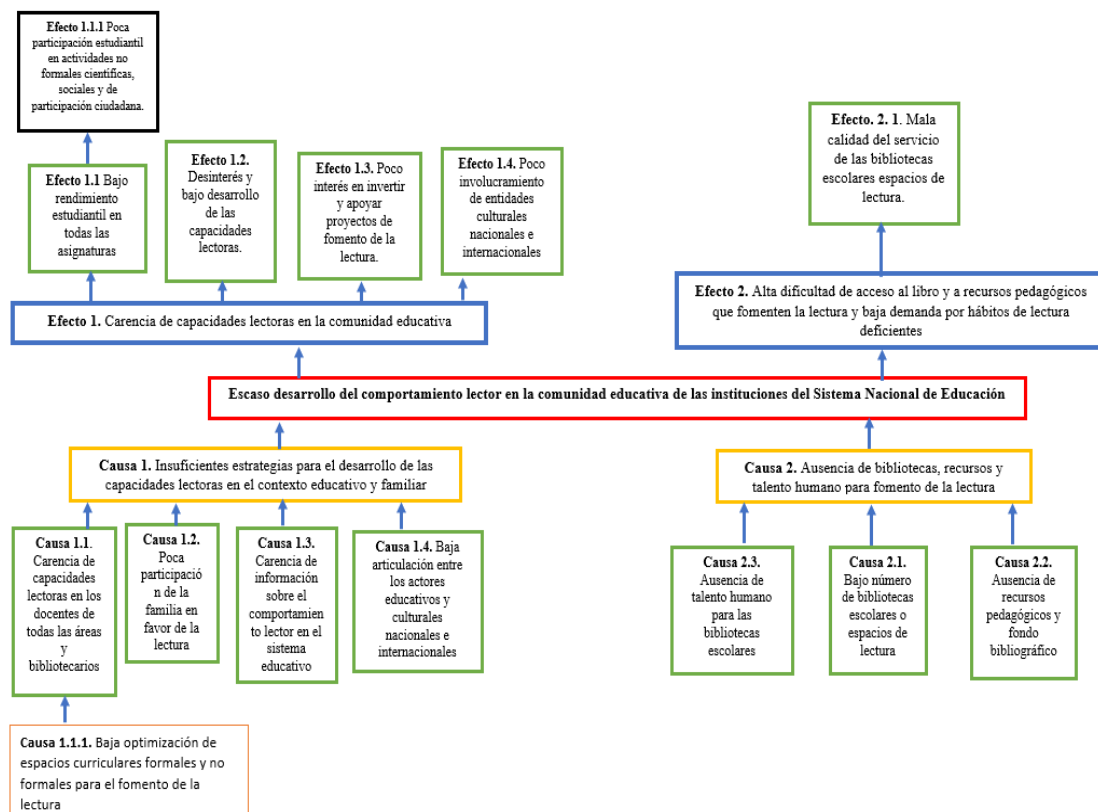 Efecto 1.1.1 Poca
participación estudiantil
en actividades no
formales científicas,
sociales y de
participación ciudadana.
Efecto 1.1 Bajo
rendimiento estudiantil en
todas las
asignaturas
Efecto 1.2.
Desinterés y
bajo desarrollo
de las
capacidades
lectoras.
Efecto 1.3. Poco
interés en invertir
y apoyar
proyectos de
fomento de la
lectura.
Efecto 1.4. Poco
involucramiento
de entidades
culturales
nacionales e
internacionales
Efecto. 2. 1. Mala
calidad del servicio
de las bibliotecas
escolares espacios de
lectura.
Efecto 1. Carencia de capacidades lectoras en la comunidad educativa
Efecto 2. Alta dificultad de acceso al libro y a recursos pedagógicos
que fomenten la lectura y baja demanda por hábitos de lectura
deficientes
Escaso desarrollo del comportamiento lector en la comunidad educativa de las instituciones del Sistema Nacional de Educación
Causa 1. Insuficientes estrategias para el desarrollo de las
capacidades lectoras en el contexto educativo y familiar
Causa 2. Ausencia de bibliotecas, recursos y
talento humano para fomento de la lectura
Causa 1.1.
Carencia de
capacidades
lectoras en los
docentes de
todas las áreas
y
bibliotecarios
Causa 1.2.
Poca
participació
n de la
familia en
favor de la
lectura
Causa 1.3.
Carencia de
información
sobre el
comportamien
to lector en el
sistema
educativo
Causa 1.4. Baja
articulación entre
los actores
educativos y
culturales
nacionales e
internacionales
Causa 2.3.
Ausencia de
talento humano
para las
bibliotecas
escolares
Causa 2.1.
Bajo número
de bibliotecas
escolares o
espacios de
lectura
Causa 2.2.
Ausencia de
recursos
pedagógicos y
fondo
bibliográfico
Causa 1.1.1. Baja optimización de
espacios curriculares formales y no
formales para el fomento de la
lectura